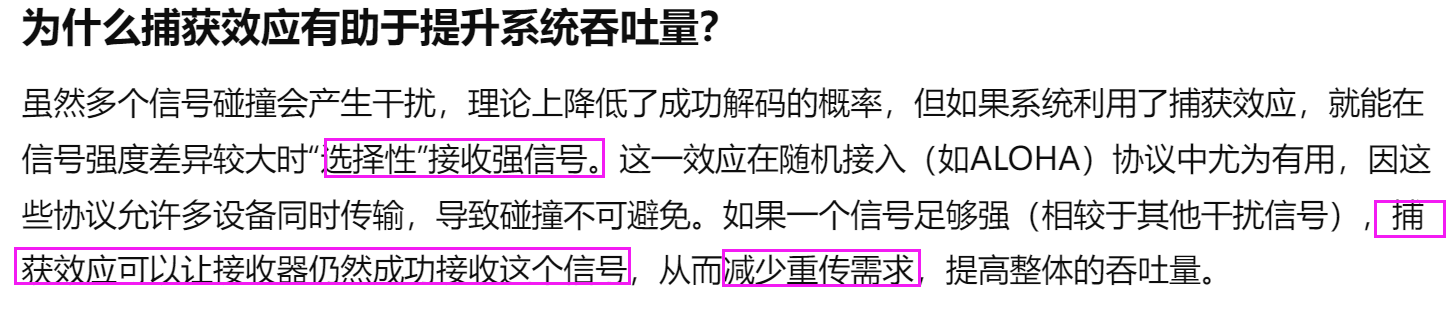 为什么捕获效应有助于提升系统吞吐量？
虽然多个信号碰撞会产生干扰，理论上降低了成功解码的概率，但如果系统利用了捕获效应，就能在
信号强度差异较大时“选择性”接收强信号。这一效应在随机接入（如ALOHA）协议中尤为有用，因这
些协议允许多设备同时传输，导致碰撞不可避免。如果一个信号足够强（相较于其他干扰信号），捕
获效应可以让接收器仍然成功接收这个信号，从而减少重传需求，提高整体的吞吐量。